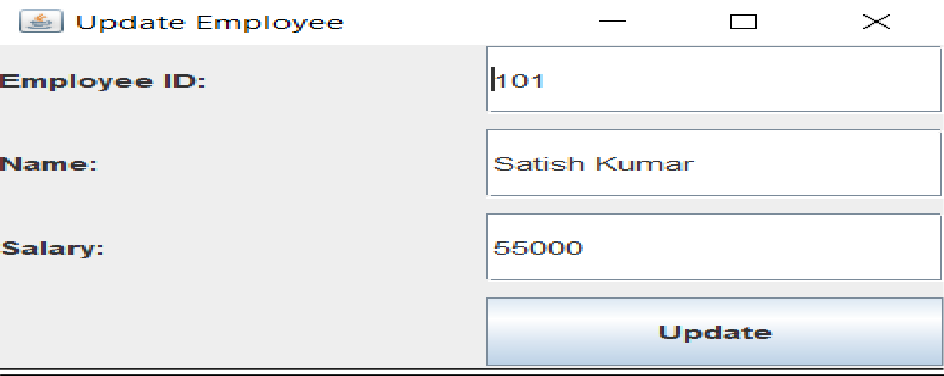 Update Employee
Employee ID: 101
Name: Satish Kumar
Salary: 55000
Update